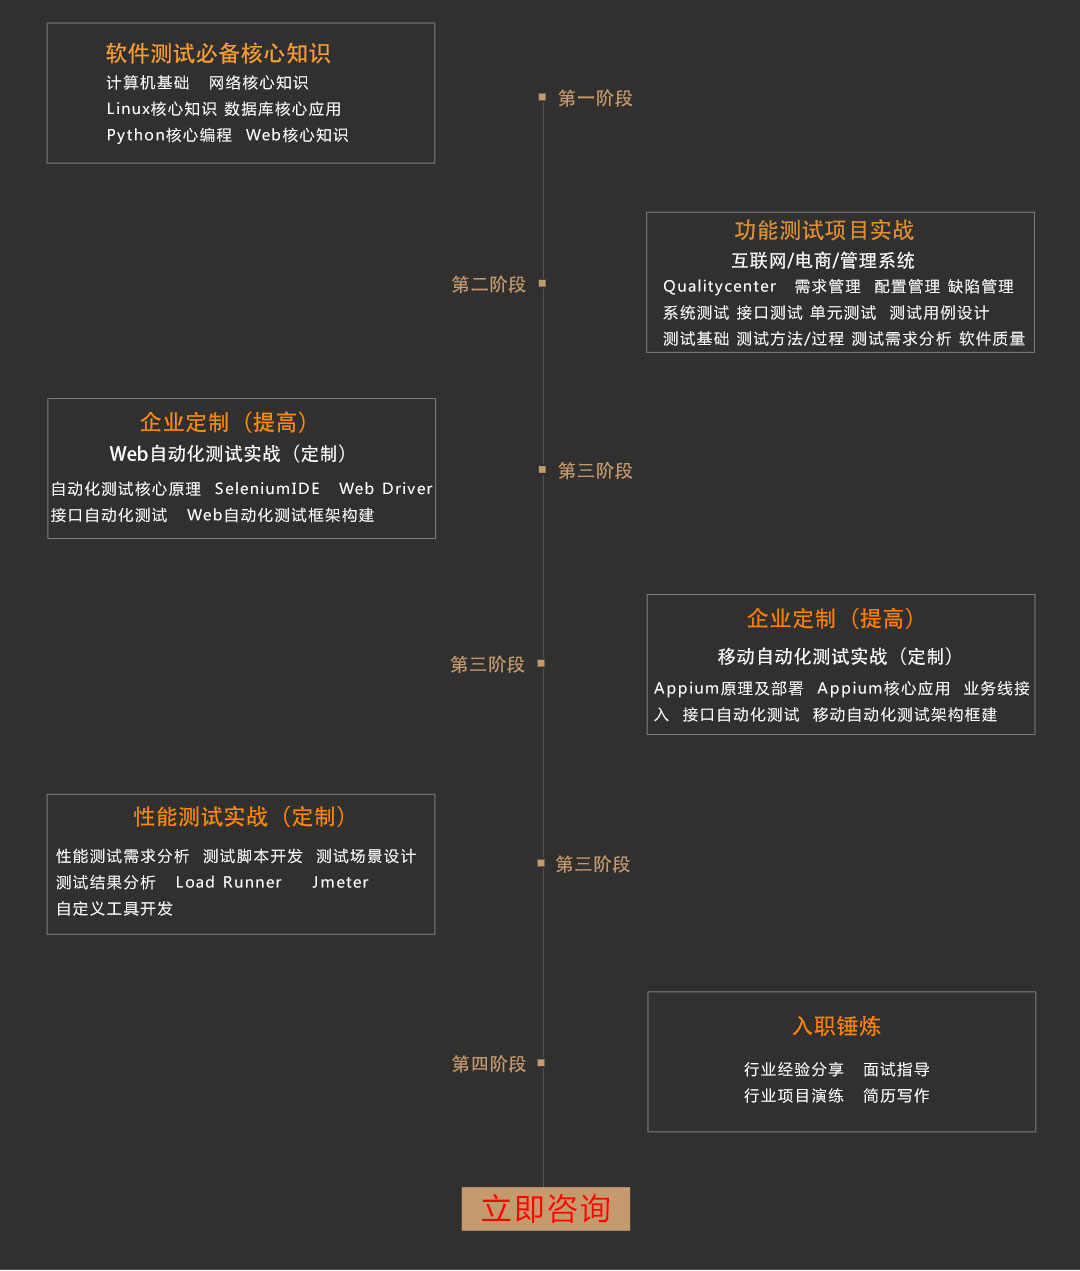 软件测试必备核心知识
计算机基础 网络核心知识
Linux核心知识 数据库核心应用
Python核心编程 Web核心知识
第一阶段
功能测试项目实战
互联网/电商/管理系统
Qualitycenter 需求管理 配置管理 缺陷管理
系统测试 接口测试 单元测试 测试用例设计
测试基础 测试方法/过程 测试需求分析 软件质量
第二阶段
企业定制（提高）
Web自动化测试实战（定制）
自动化测试核心原理 SeleniumIDE Web Driver
接口自动化测试 Web自动化测试框架构建
第三阶段
企业定制（提高）
移动自动化测试实战（定制）
Appium原理及部署 Appium核心应用 业务线接
入 接口自动化测试 移动自动化测试架构框建
第三阶段
性能测试实战（定制）
性能测试需求分析 测试脚本开发 测试场景设计
测试结果分析 Load Runner Jmeter
自定义工具开发
第三阶段
入职锤炼
行业经验分享 面试指导
行业项目演练 简历写作
第四阶段
立即咨询